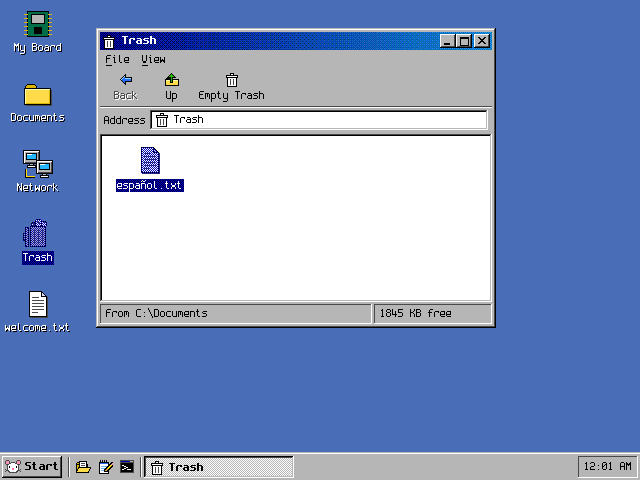 My Board
Documents
Network
Trash
welcome.txt
Trash
File View
Back Up Empty Trash
Address Trash
español.txt
From C:\Documents 1845 KB free
Start Trash 12:01 AM